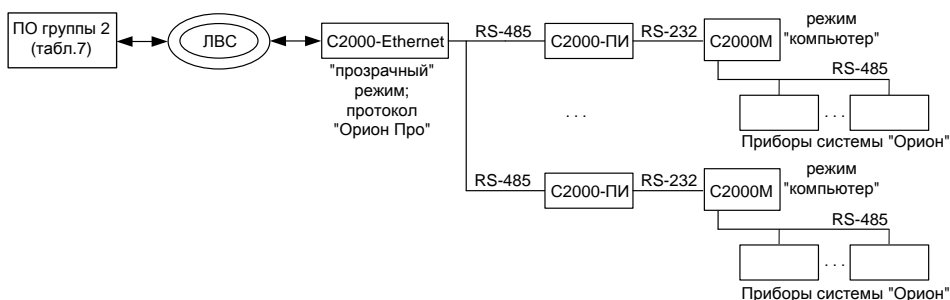 ПО группы 2
(табл.7)
ЛВС
С2000-Ethernet
"прозрачный"
режим;
протокол
"Орион Про"
RS-485
С2000-ПИ
RS-232
С2000М
режим
"компьютер"
RS-485
. . .
Приборы системы "Орион"
. . .
RS-485
С2000-ПИ
RS-232
С2000М
режим
"компьютер"
RS-485
. . .
Приборы системы "Орион"